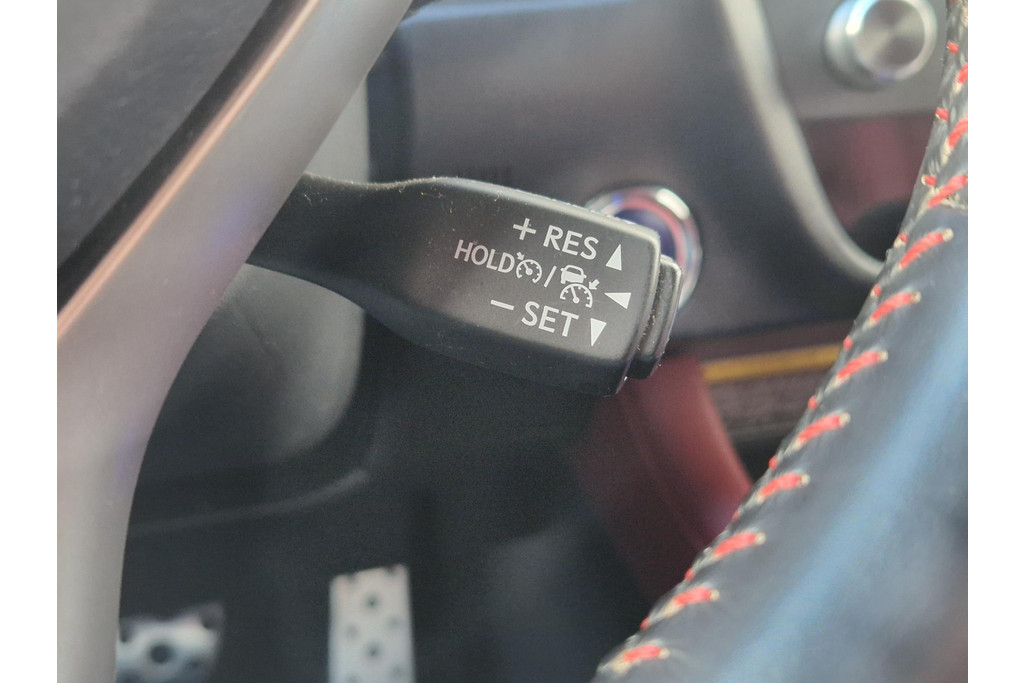 + RES ▲
HOLD / ◀
− SET ▼